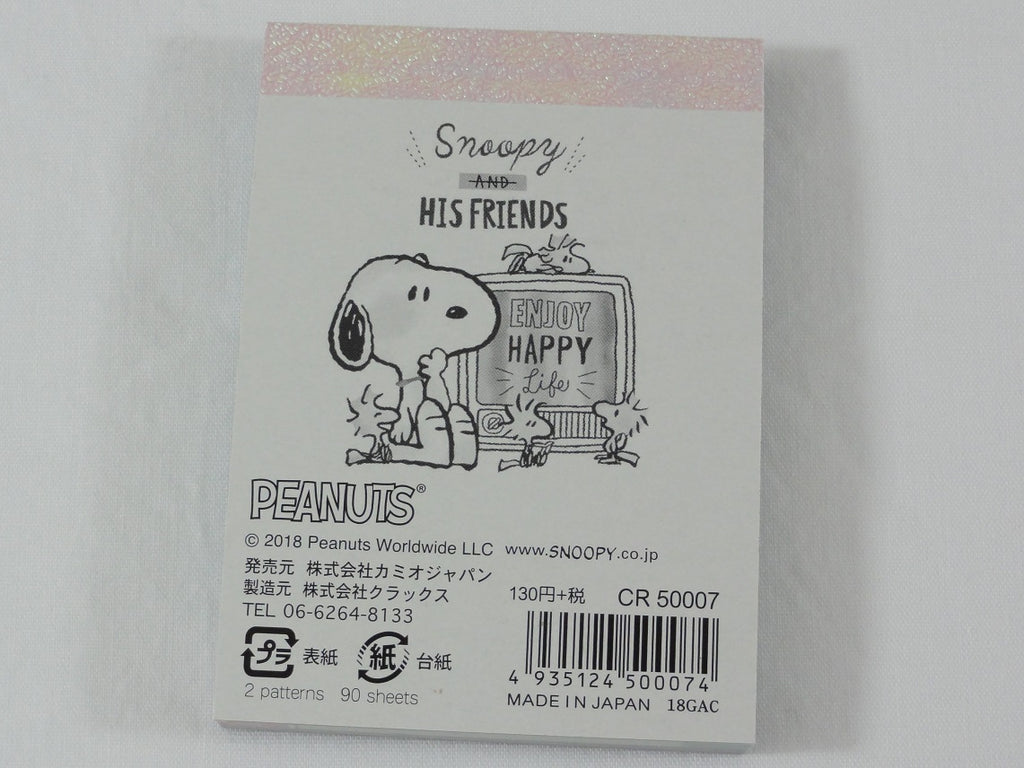 Snoopy
AND
HIS FRIENDS
ENJOY
HAPPY
Life
PEANUTS®
© 2018 Peanuts Worldwide LLC www.SNOOPY.co.jp
発売元 株式会社カミオジャパン
製造元 株式会社クラックス
TEL 06-6264-8133
130円+税 CR 50007
プラ 表紙 紙 台紙
4 935124 500074
2 patterns 90 sheets
MADE IN JAPAN 18GAC